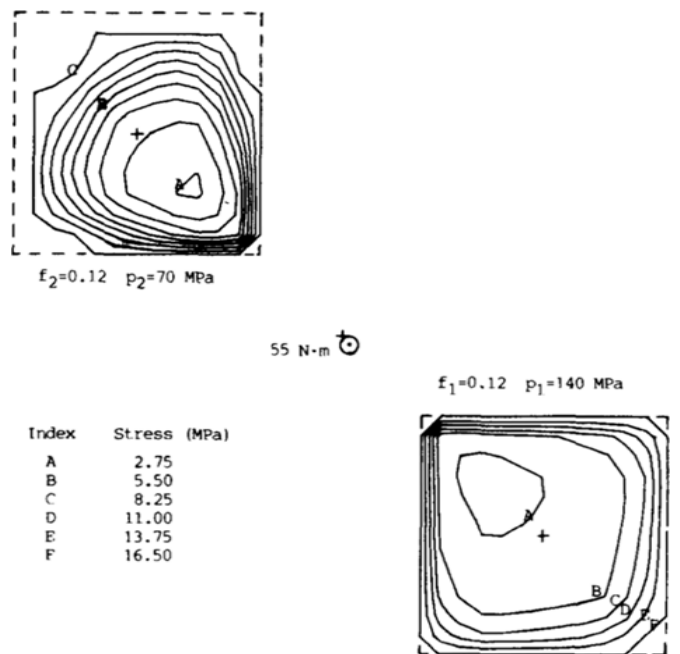 C
B
A
f2=0.12 p2=70 MPa
55 N·m
f1=0.12 p1=140 MPa
Index Stress (MPa)
A 2.75
B 5.50
C 8.25
D 11.00
E 13.75
F 16.50
A
B
C
D
E
F